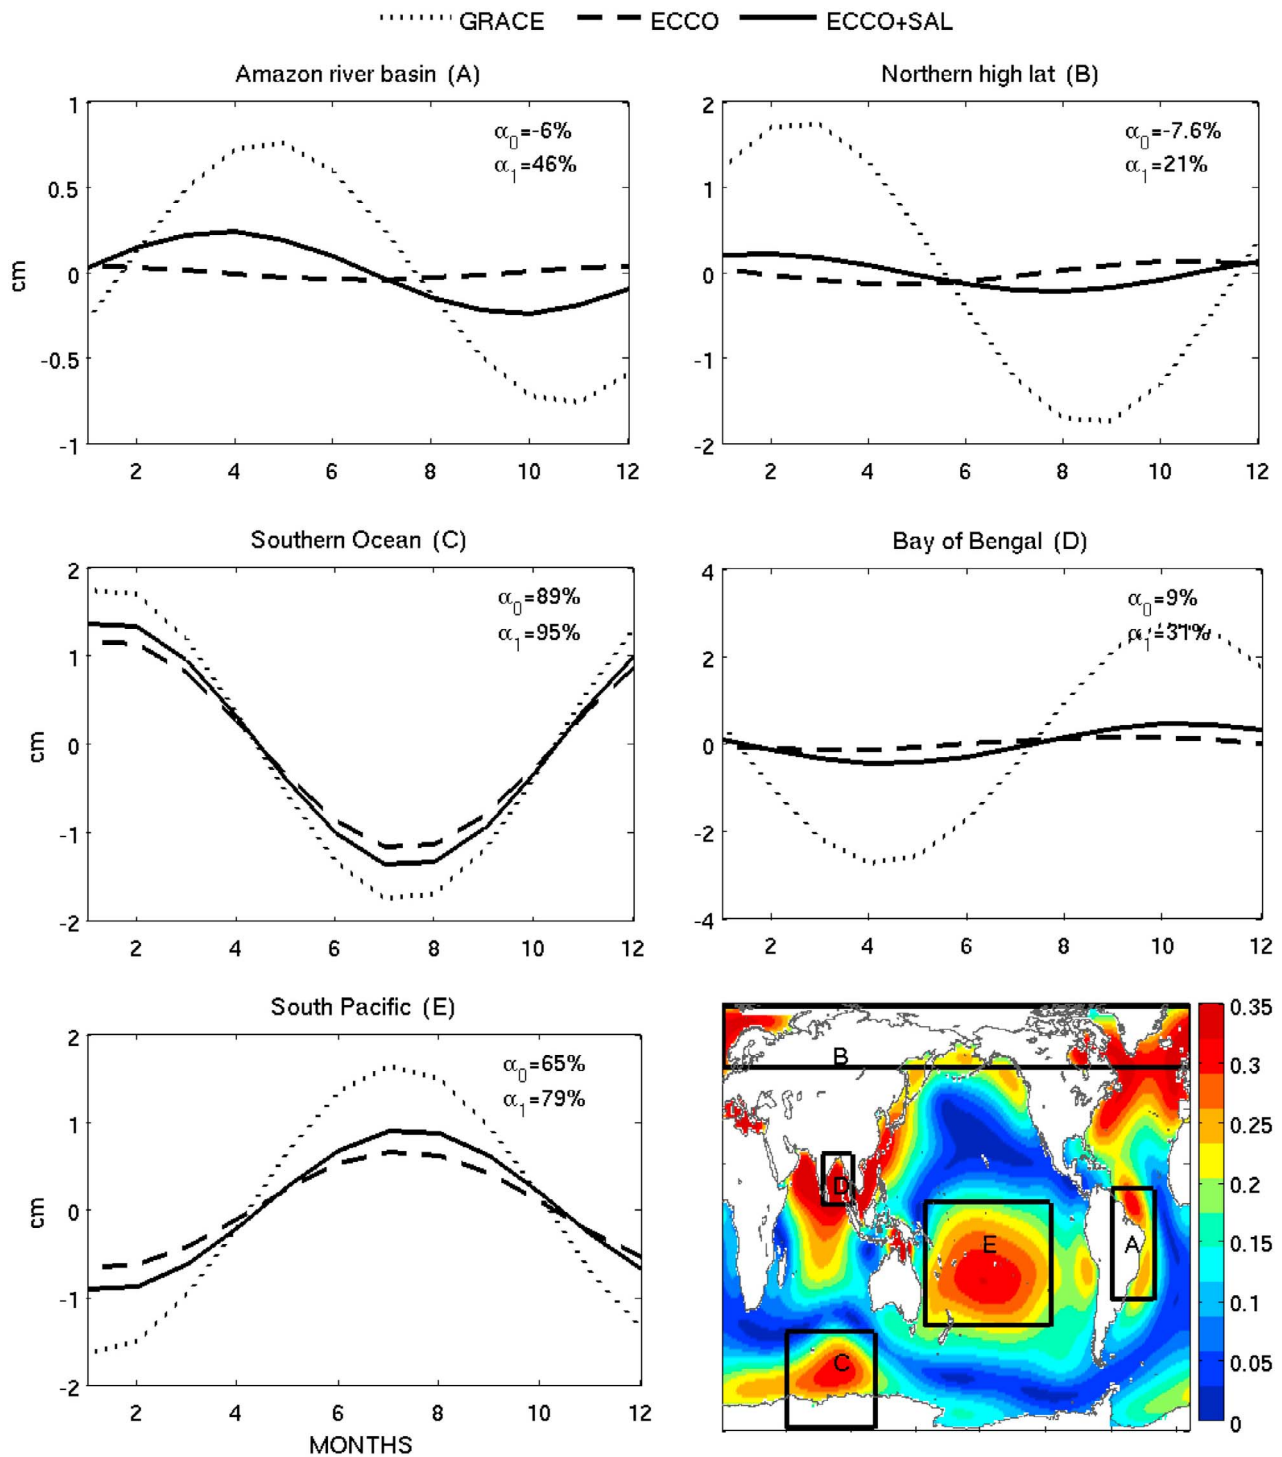 GRACE ECCO ECCO+SAL
Amazon river basin (A)
α0=-6%
α1=46%
1
0.5
0
-0.5
-1
cm
2 4 6 8 10 12
Northern high lat (B)
α0=-7.6%
α1=21%
2
1
0
-1
-2
2 4 6 8 10 12
Southern Ocean (C)
α0=89%
α1=95%
2
1
0
-1
-2
cm
2 4 6 8 10 12
Bay of Bengal (D)
α0=9%
α1=31%
4
2
0
-2
-4
2 4 6 8 10 12
South Pacific (E)
α0=65%
α1=79%
2
1
0
-1
-2
cm
2 4 6 8 10 12
MONTHS
B
D
E
A
C
0.35
0.3
0.25
0.2
0.15
0.1
0.05
0